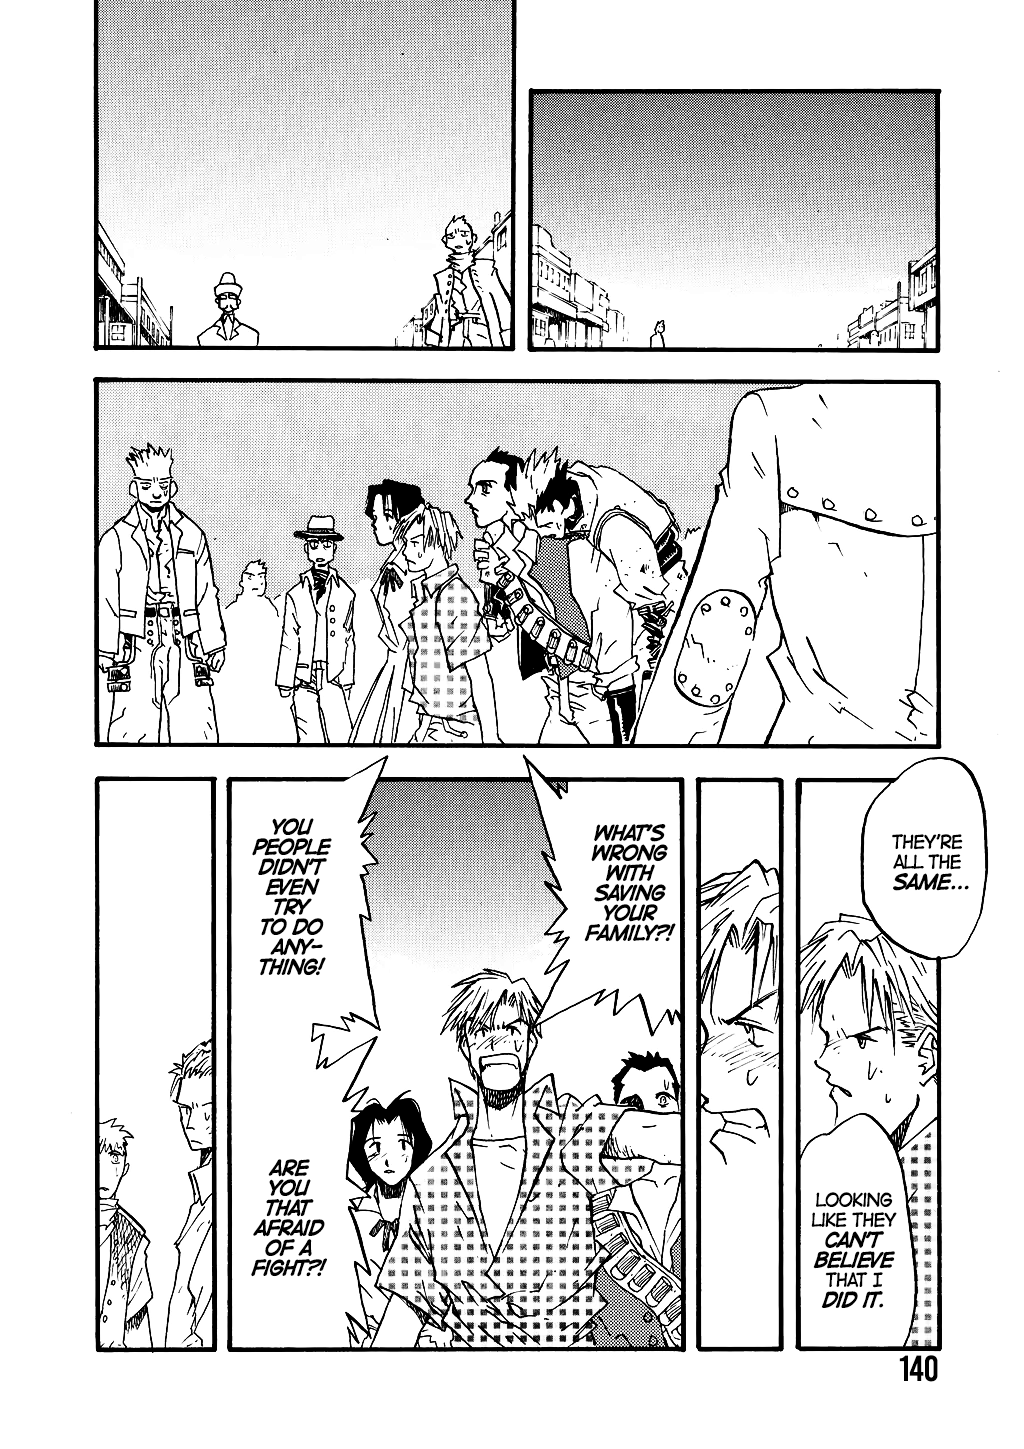 THEY'RE
ALL THE
SAME...
LOOKING
LIKE THEY
CAN'T
BELIEVE
THAT I
DID IT.
WHAT'S
WRONG
WITH
SAVING
YOUR
FAMILY?!
YOU
PEOPLE
DIDN'T
EVEN
TRY
TO DO
ANY-
THING!
ARE
YOU
THAT
AFRAID
OF A
FIGHT?!
140